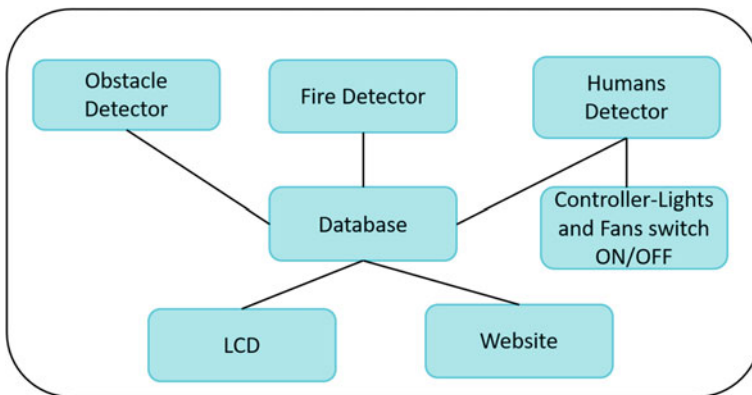 Obstacle
Detector
Fire Detector
Humans
Detector
Database
Controller-Lights
and Fans switch
ON/OFF
LCD
Website